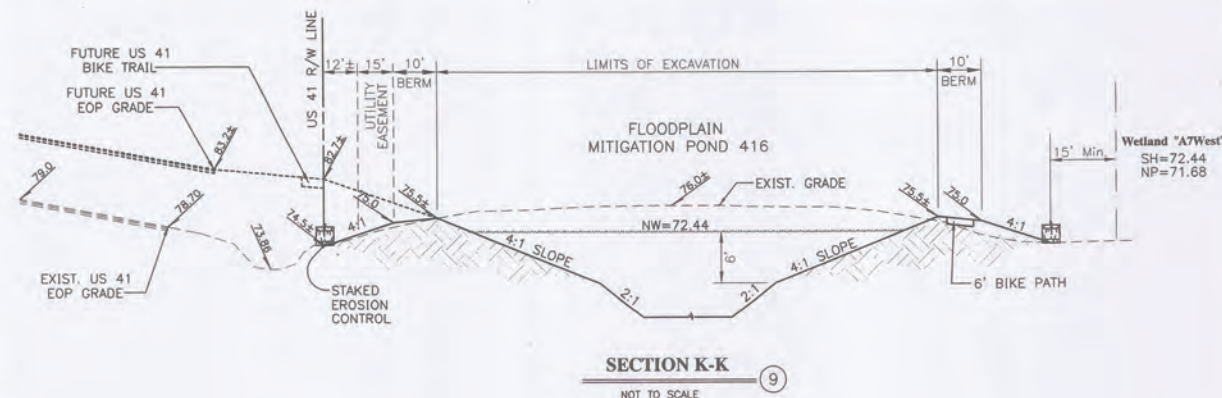 FUTURE US 41
BIKE TRAIL
FUTURE US 41
EOP GRADE
US 41 R/W LINE
12'±
15'
10'
BERM
UTILITY
EASEMENT
LIMITS OF EXCAVATION
10'
BERM
FLOODPLAIN
MITIGATION POND 416
15' Min.
Wetland "A7West"
SH=72.44
NP=71.68
83.2±
82.7±
79.0
78.70
73.8±
74.5±
4:1
75.0
75.5±
76.0±
EXIST. GRADE
NW=72.44
75.5±
75.0
4:1
4:1 SLOPE
6'
4:1 SLOPE
2:1
2:1
6' BIKE PATH
EXIST. US 41
EOP GRADE
STAKED
EROSION
CONTROL
SECTION K-K
9
NOT TO SCALE